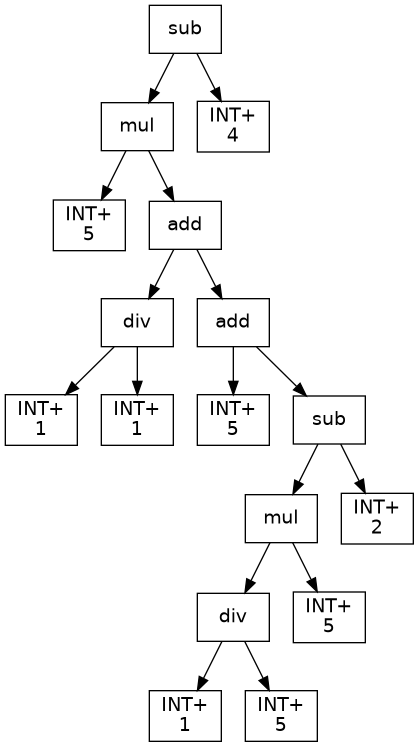 sub
mul
INT+
4
INT+
5
add
div
add
INT+
1
INT+
1
INT+
5
sub
mul
INT+
2
div
INT+
5
INT+
1
INT+
5